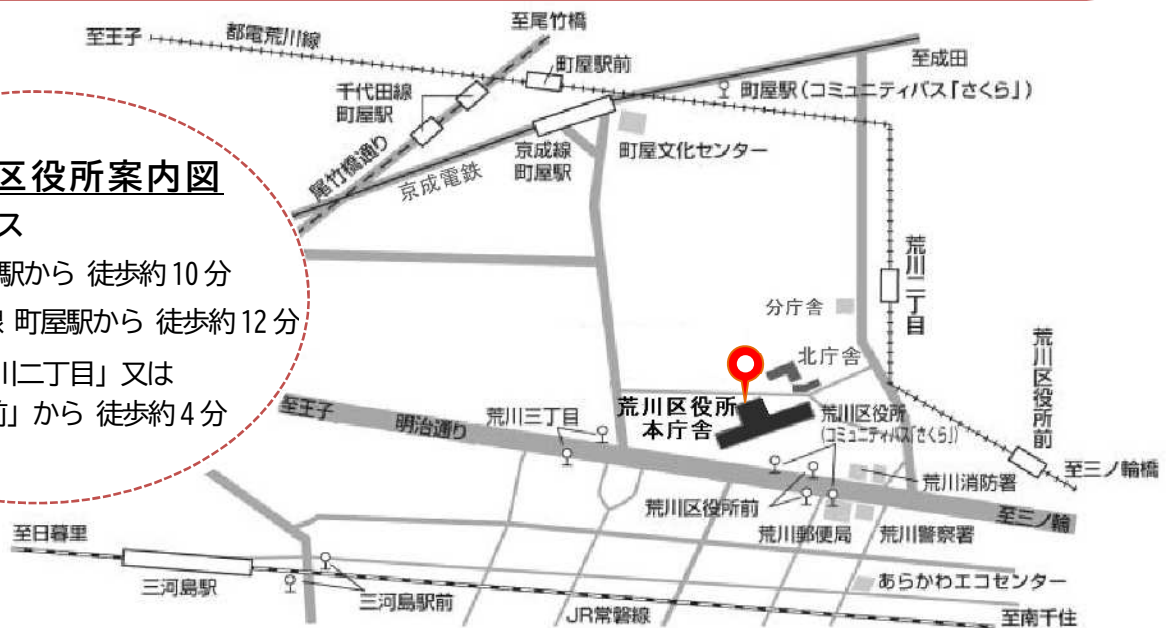 至尾竹橋
至王子
都電荒川線
町屋駅前
至成田
千代田線
町屋駅
町屋駅(コミュニティバス「さくら」)
京成線
町屋駅
町屋文化センター
尾竹橋通り
京成電鉄
区役所案内図
ス
駅から 徒歩約10分
線 町屋駅から 徒歩約12分
川二丁目」又は
前」から 徒歩約4分
荒川二丁目
分庁舎
北庁舎
荒川区役所前
荒川区役所
本庁舎
荒川区役所
(コミュニティバス「さくら」)
至王子
明治通り
荒川三丁目
至三ノ輪橋
荒川消防署
荒川区役所前
至三ノ輪
荒川郵便局
荒川警察署
至日暮里
三河島駅
三河島駅前
あらかわエコセンター
JR常磐線
至南千住